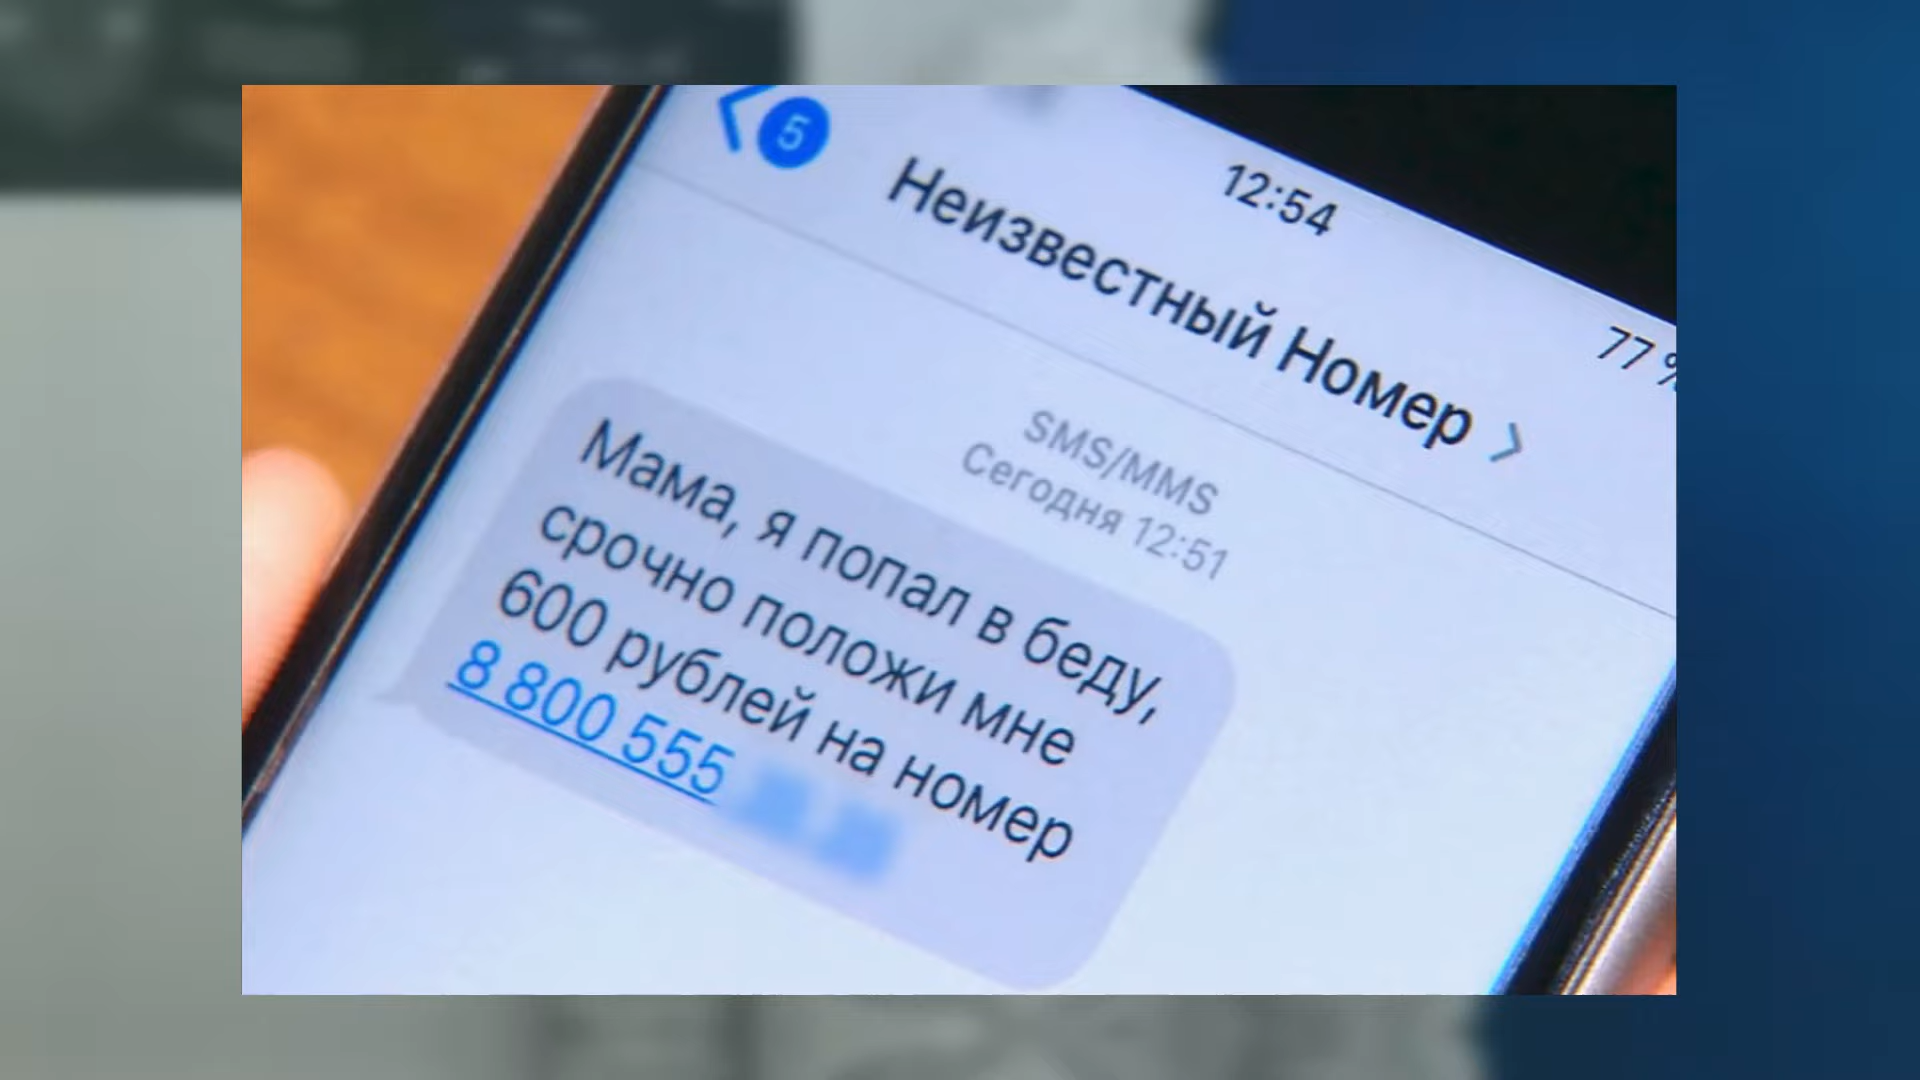 5
12:54
77 %
Неизвестный Номер
SMS/MMS
Сегодня 12:51
Мама, я попал в беду,
срочно положи мне
600 рублей на номер
8 800 555